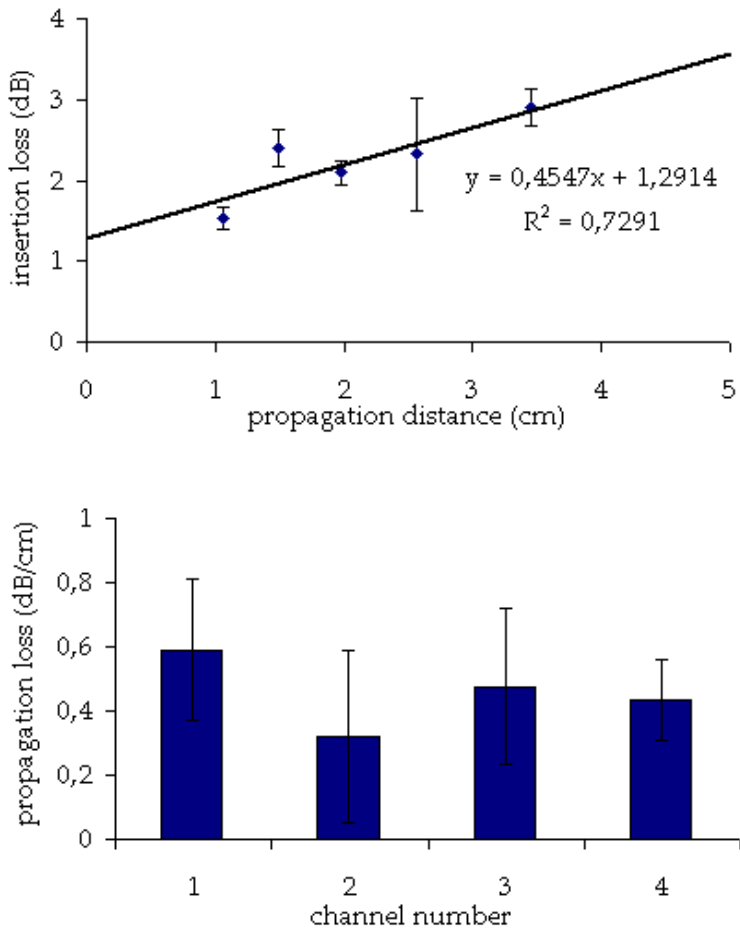 4
3
2
1
0
insertion loss (dB)
y = 0,4547x + 1,2914
R² = 0,7291
0 1 2 3 4 5
propagation distance (cm)
1
0,8
0,6
0,4
0,2
0
propagation loss (dB/cm)
1 2 3 4
channel number